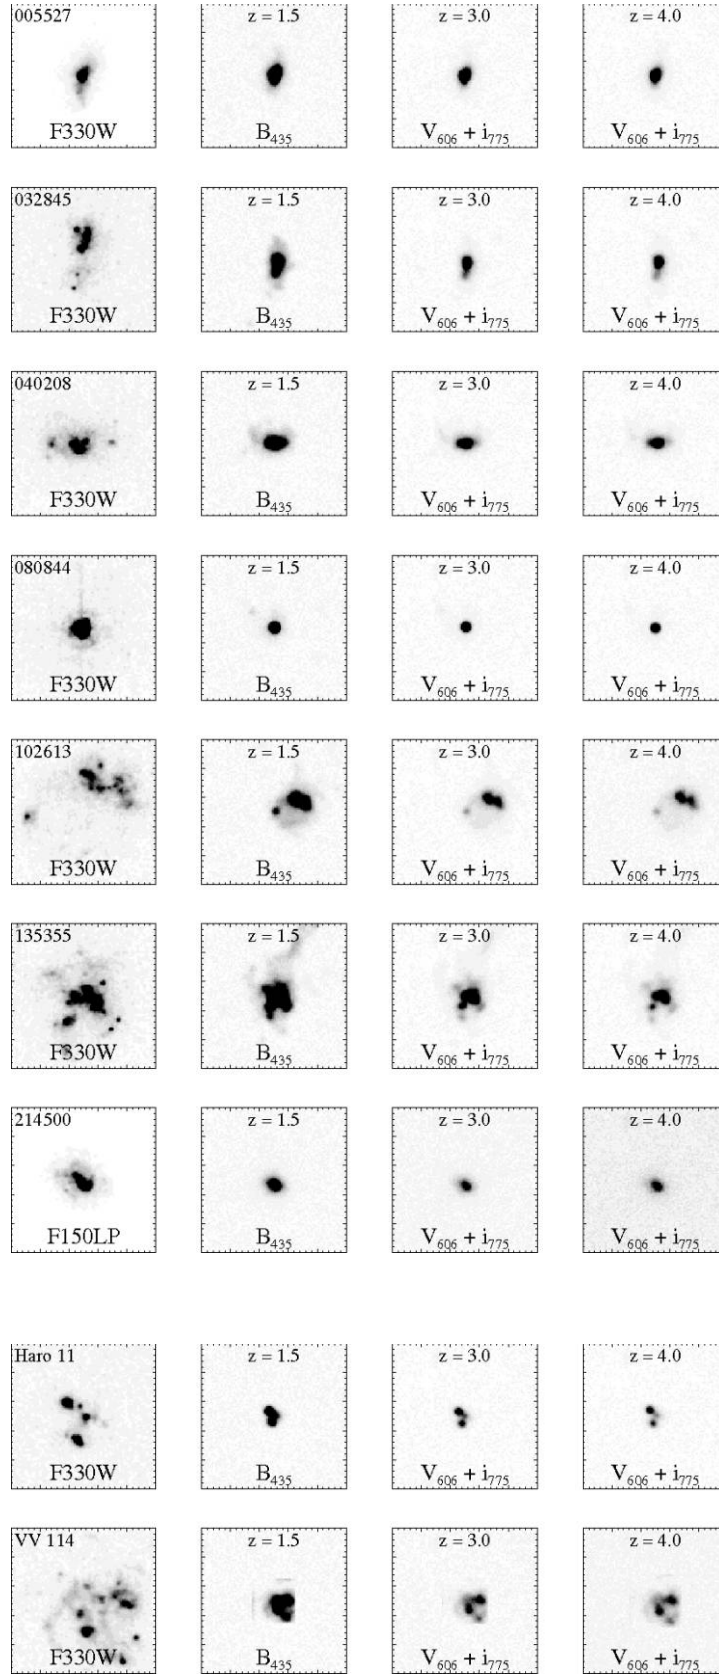 005527 z = 1.5 z = 3.0 z = 4.0
F330W B₄₃₅ V₆₀₆ + i₇₇₅ V₆₀₆ + i₇₇₅
032845 z = 1.5 z = 3.0 z = 4.0
F330W B₄₃₅ V₆₀₆ + i₇₇₅ V₆₀₆ + i₇₇₅
040208 z = 1.5 z = 3.0 z = 4.0
F330W B₄₃₅ V₆₀₆ + i₇₇₅ V₆₀₆ + i₇₇₅
080844 z = 1.5 z = 3.0 z = 4.0
F330W B₄₃₅ V₆₀₆ + i₇₇₅ V₆₀₆ + i₇₇₅
102613 z = 1.5 z = 3.0 z = 4.0
F330W B₄₃₅ V₆₀₆ + i₇₇₅ V₆₀₆ + i₇₇₅
135355 z = 1.5 z = 3.0 z = 4.0
F330W B₄₃₅ V₆₀₆ + i₇₇₅ V₆₀₆ + i₇₇₅
214500 z = 1.5 z = 3.0 z = 4.0
F150LP B₄₃₅ V₆₀₆ + i₇₇₅ V₆₀₆ + i₇₇₅
Haro 11 z = 1.5 z = 3.0 z = 4.0
F330W B₄₃₅ V₆₀₆ + i₇₇₅ V₆₀₆ + i₇₇₅
VV 114 z = 1.5 z = 3.0 z = 4.0
F330W B₄₃₅ V₆₀₆ + i₇₇₅ V₆₀₆ + i₇₇₅